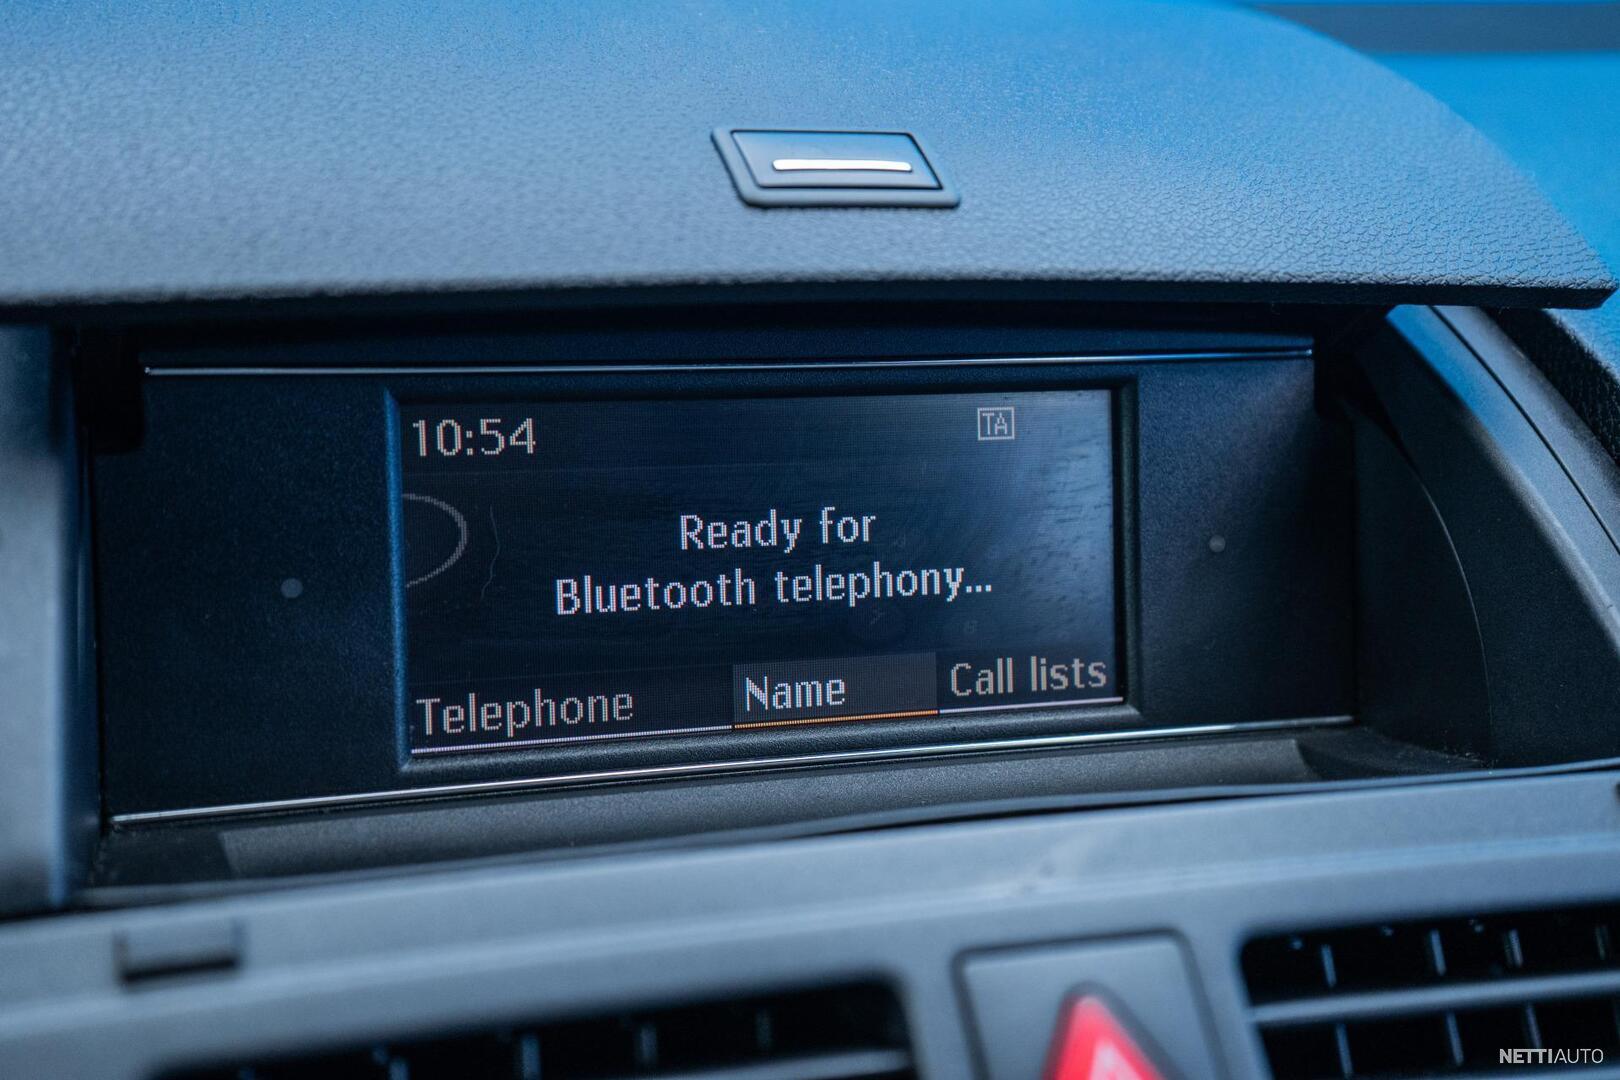 10:54 TA
Ready for
Bluetooth telephony...
Telephone Name Call lists
NETTIAUTO